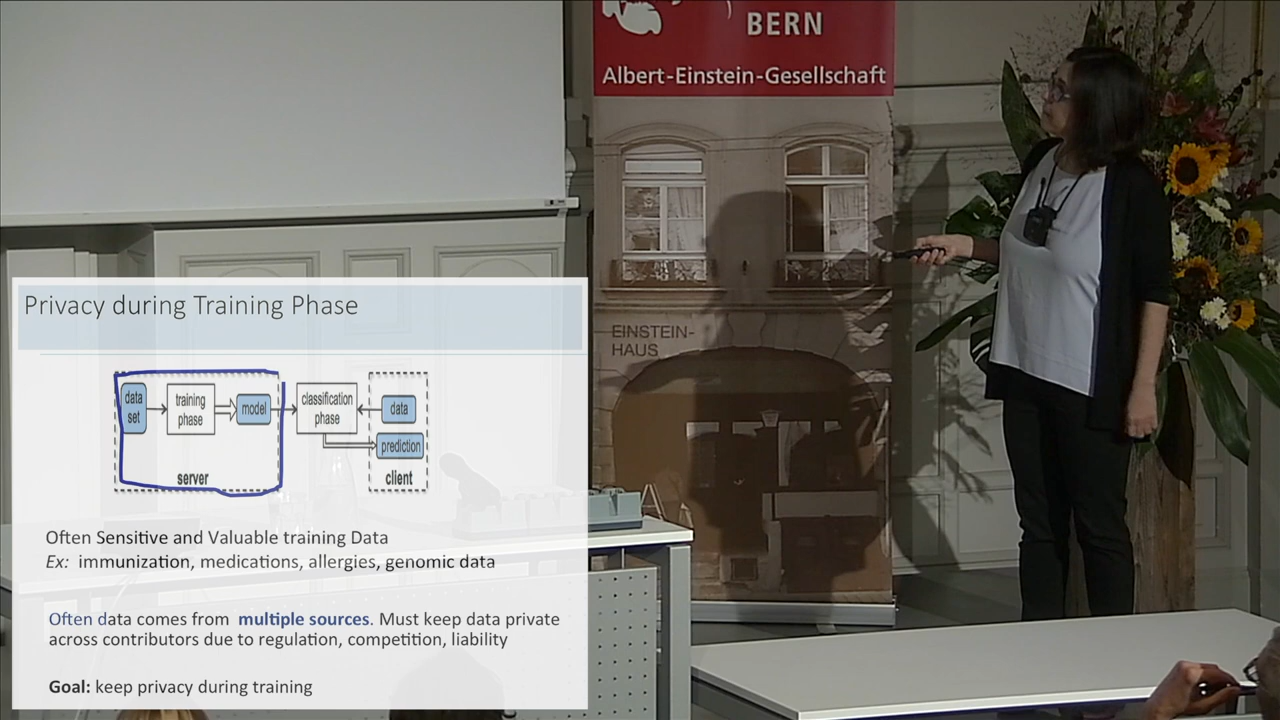 BERN
Albert-Einstein-Gesellschaft
EINSTEIN-
HAUS
Privacy during Training Phase
data
set
training
phase
model
classification
phase
data
prediction
server
client
Often Sensitive and Valuable training Data
Ex: immunization, medications, allergies, genomic data
Often data comes from multiple sources. Must keep data private
across contributors due to regulation, competition, liability
Goal: keep privacy during training